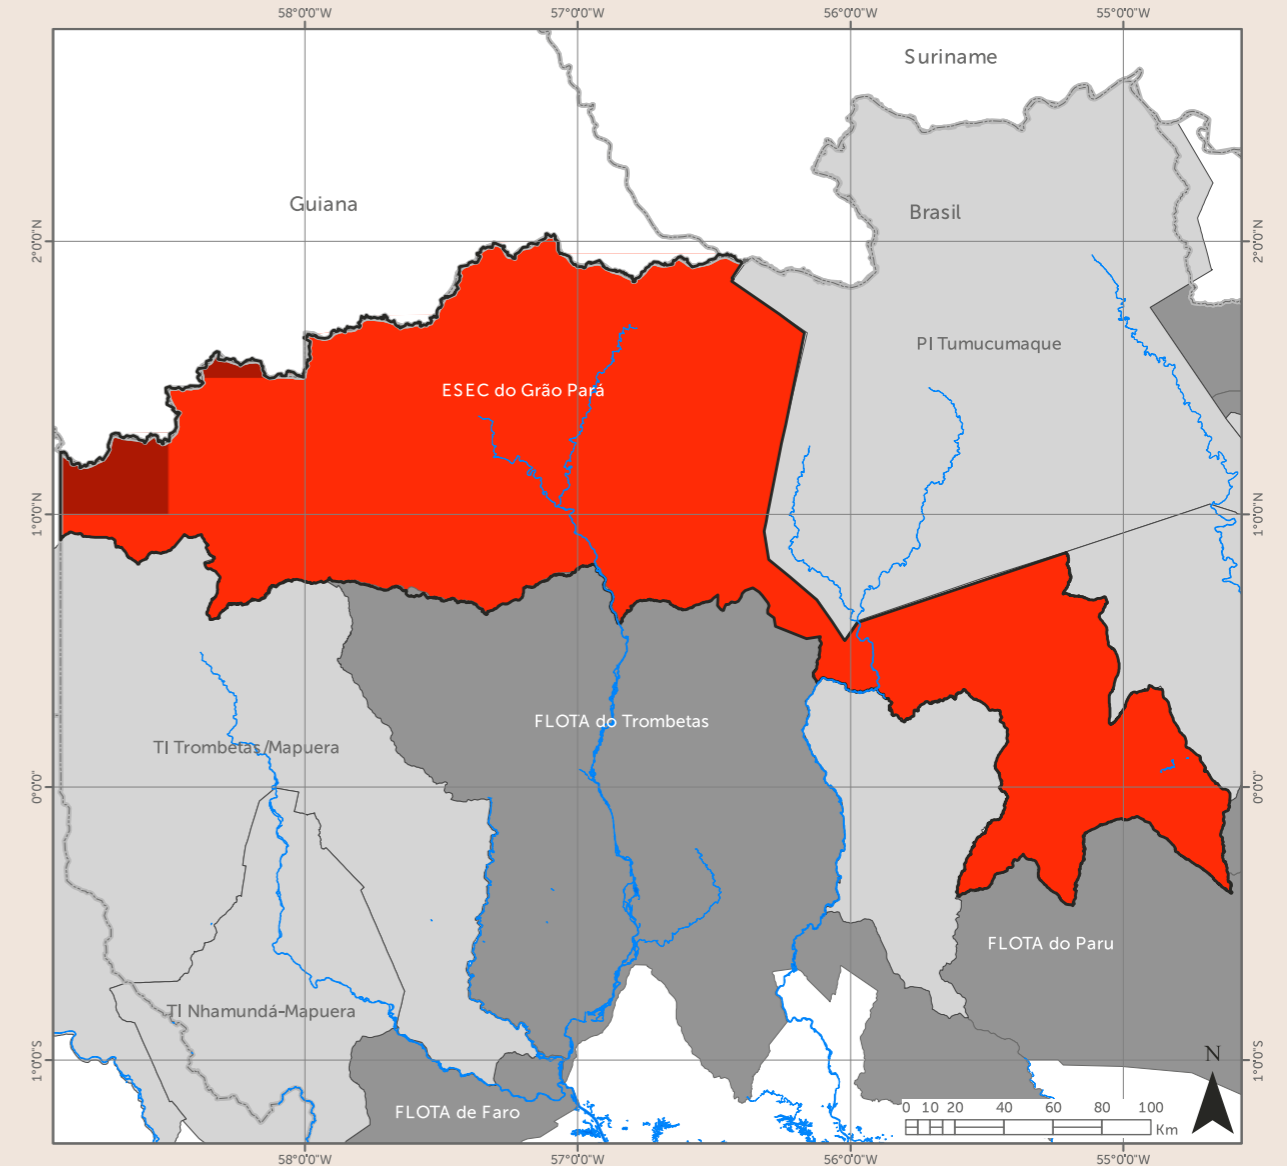 58°0'0"W 57°0'0"W 56°0'0"W 55°0'0"W
Suriname
Guiana
Brasil
2°0'0"N 2°0'0"N
PI Tumucumaque
ESEC do Grão Pará
1°0'0"N 1°0'0"N
FLOTA do Trombetas
TI Trombetas/Mapuera
0°0'0" 0°0'0"
FLOTA do Paru
TI Nhamundá-Mapuera
N
1°0'0"S 1°0'0"S
FLOTA de Faro
0 10 20 40 60 80 100
Km
58°0'0"W 57°0'0"W 56°0'0"W 55°0'0"W